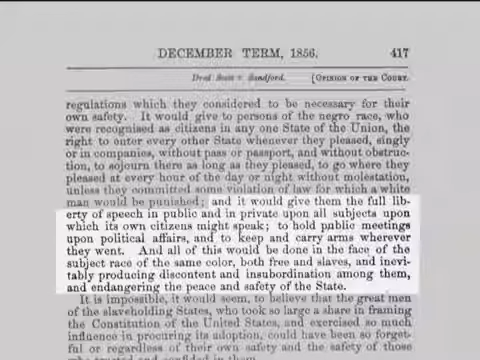 DECEMBER TERM, 1856. 417
Dred Scott v. Sandford. [OPINION OF THE COURT.
regulations which they considered to be necessary for their
own safety. It would give to persons of the negro race, who
were recognised as citizens in any one State of the Union, the
right to enter every other State whenever they pleased, singly
or in companies, without pass or passport, and without obstruc-
tion, to sojourn there as long as they pleased, to go where they
pleased at every hour of the day or night without molestation,
unless they committed some violation of law for which a white
man would be punished; and it would give them the full lib-
erty of speech in public and in private upon all subjects upon
which its own citizens might speak; to hold public meetings
upon political affairs, and to keep and carry arms wherever
they went. And all of this would be done in the face of the
subject race of the same color, both free and slaves, and inevi-
tably producing discontent and insubordination among them,
and endangering the peace and safety of the State.
It is impossible, it would seem, to believe that the great men
of the slaveholding States, who took so large a share in framing
the Constitution of the United States, and exercised so much
influence in procuring its adoption, could have been so forget-
ful or regardless of their own safety and the safety of those
who trusted and confided in them.